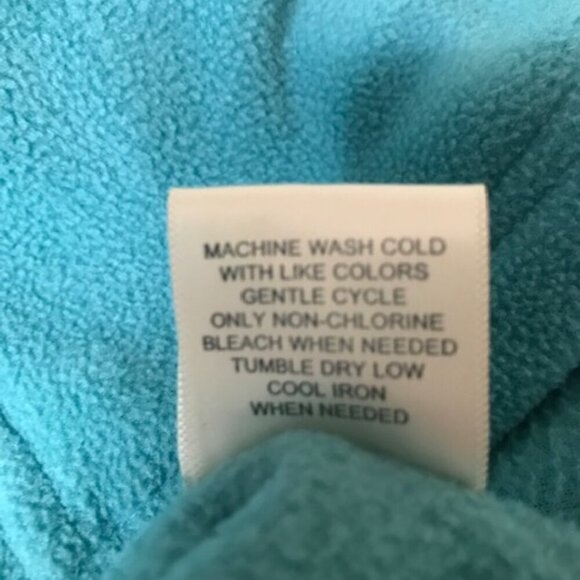 MACHINE WASH COLD
WITH LIKE COLORS
GENTLE CYCLE
ONLY NON-CHLORINE
BLEACH WHEN NEEDED
TUMBLE DRY LOW
COOL IRON
WHEN NEEDED